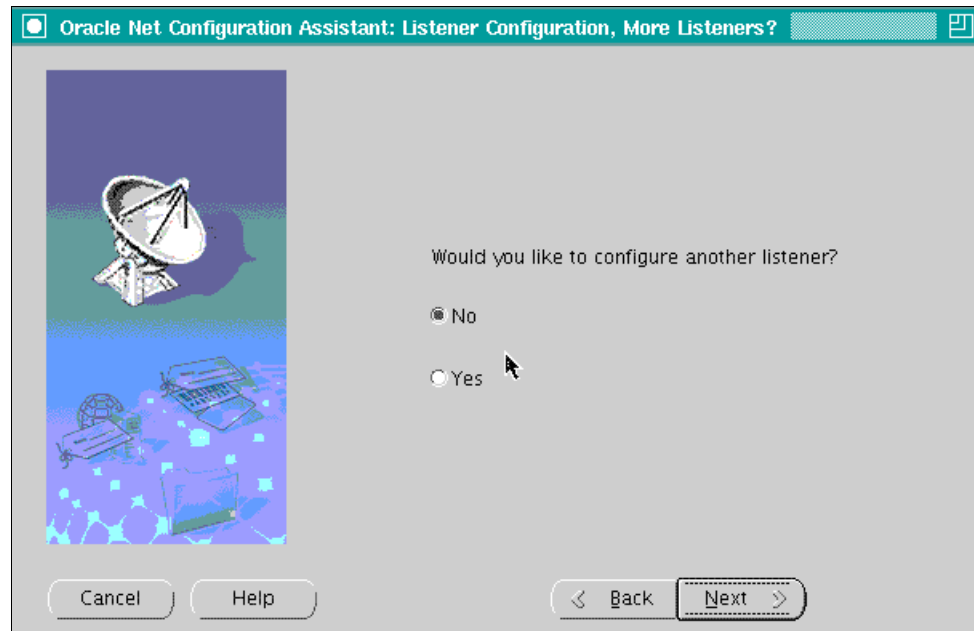 Oracle Net Configuration Assistant: Listener Configuration, More Listeners?
Would you like to configure another listener?
No
Yes
Cancel
Help
Back
Next